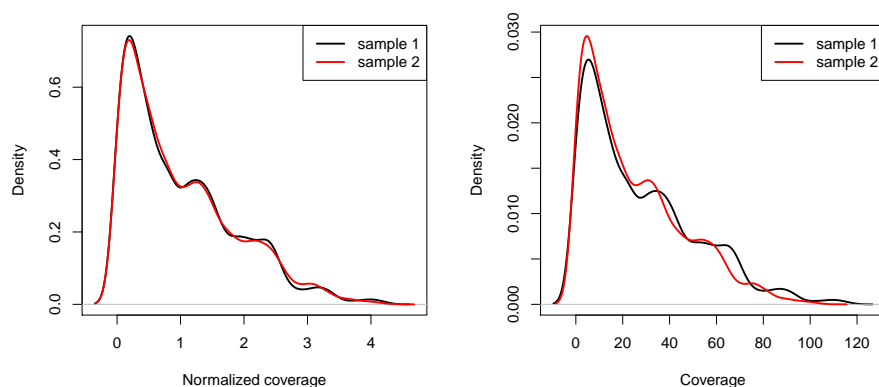 sample 1
sample 2
Density
0.0 0.2 0.4 0.6
0 1 2 3 4
Normalized coverage
sample 1
sample 2
Density
0.000 0.010 0.020 0.030
0 20 40 60 80 100 120
Coverage